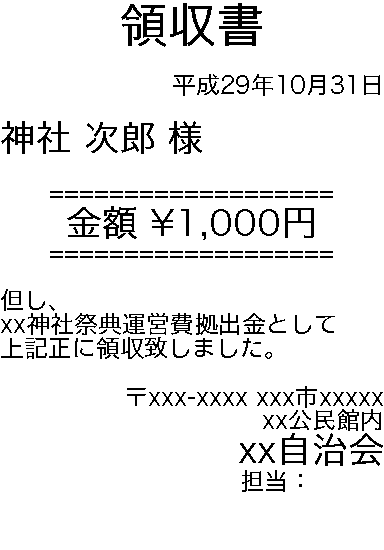 領収書
平成29年10月31日
神社 次郎 様
===================
金額 ¥1,000円
===================
但し、
xx神社祭典運営費拠出金として
上記正に領収致しました。
〒xxx-xxxx xxx市xxxxx
xx公民館内
xx自治会
担当：